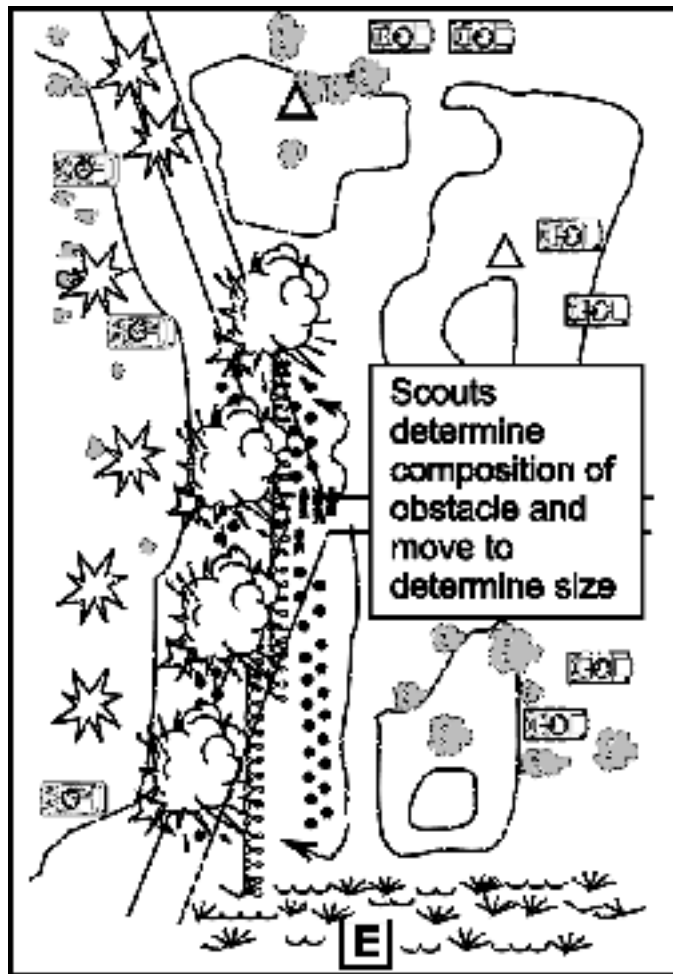 Scouts
determine
composition of
obstacle and
move to
determine size
E